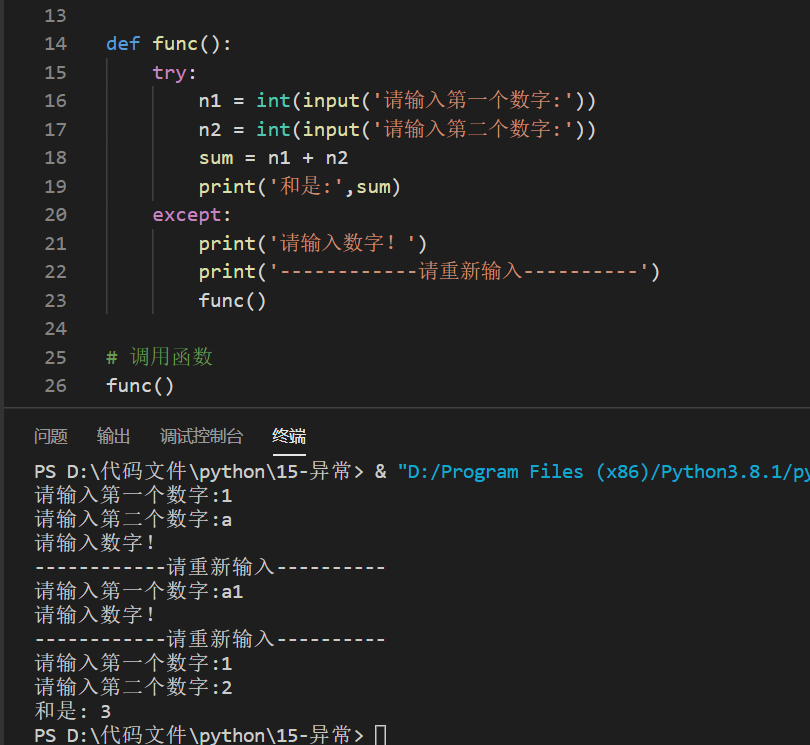 13
14 def func():
15     try:
16         n1 = int(input('请输入第一个数字:'))
17         n2 = int(input('请输入第二个数字:'))
18         sum = n1 + n2
19         print('和是:',sum)
20     except:
21         print('请输入数字！')
22         print('------------请重新输入----------')
23         func()
24
25 # 调用函数
26 func()
问题 输出 调试控制台 终端
PS D:\代码文件\python\15-异常> & "D:/Program Files (x86)/Python3.8.1/py
请输入第一个数字:1
请输入第二个数字:a
请输入数字！
------------请重新输入----------
请输入第一个数字:a1
请输入数字！
------------请重新输入----------
请输入第一个数字:1
请输入第二个数字:2
和是: 3
PS D:\代码文件\python\15-异常>